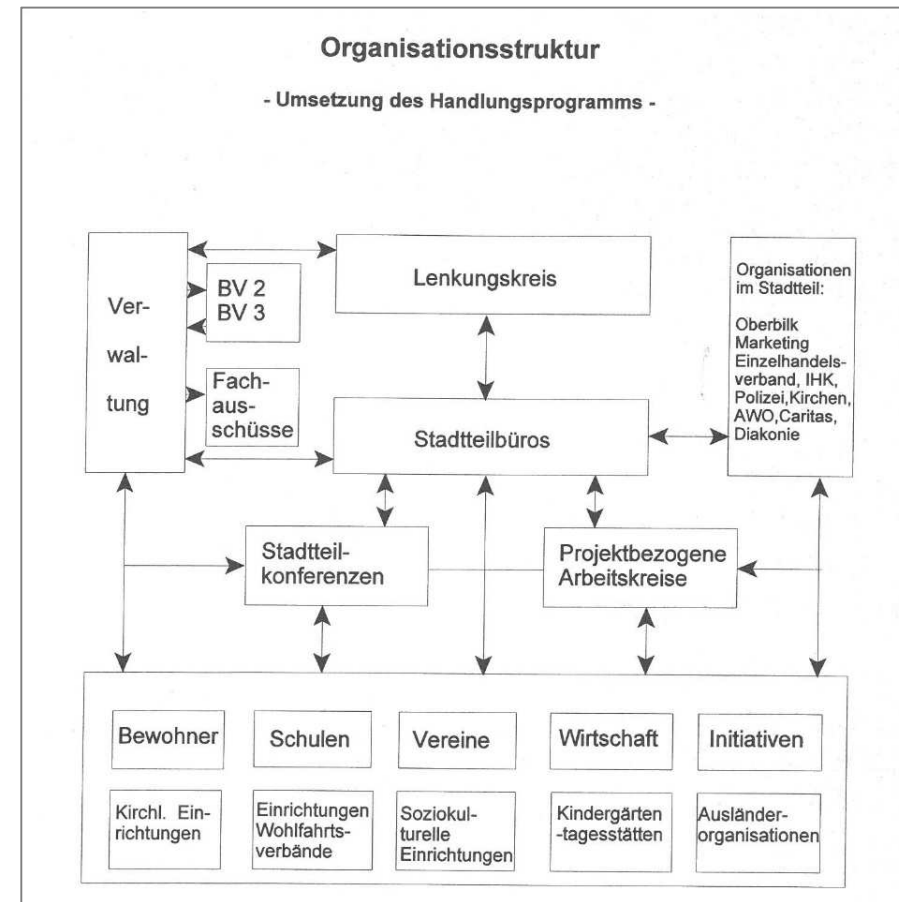 Organisationsstruktur
- Umsetzung des Handlungsprogramms -
Ver-
wal-
tung
BV 2
BV 3
Fach-
aus-
schüsse
Lenkungskreis
Stadtteilbüros
Organisationen
im Stadtteil:
Oberbilk
Marketing
Einzelhandels-
verband, IHK,
Polizei,Kirchen,
AWO,Caritas,
Diakonie
Stadtteil-
konferenzen
Projektbezogene
Arbeitskreise
Bewohner
Schulen
Vereine
Wirtschaft
Initiativen
Kirchl. Ein-
richtungen
Einrichtungen
Wohlfahrts-
verbände
Soziokul-
turelle
Einrichtungen
Kindergärten
-tagesstätten
Ausländer-
organisationen